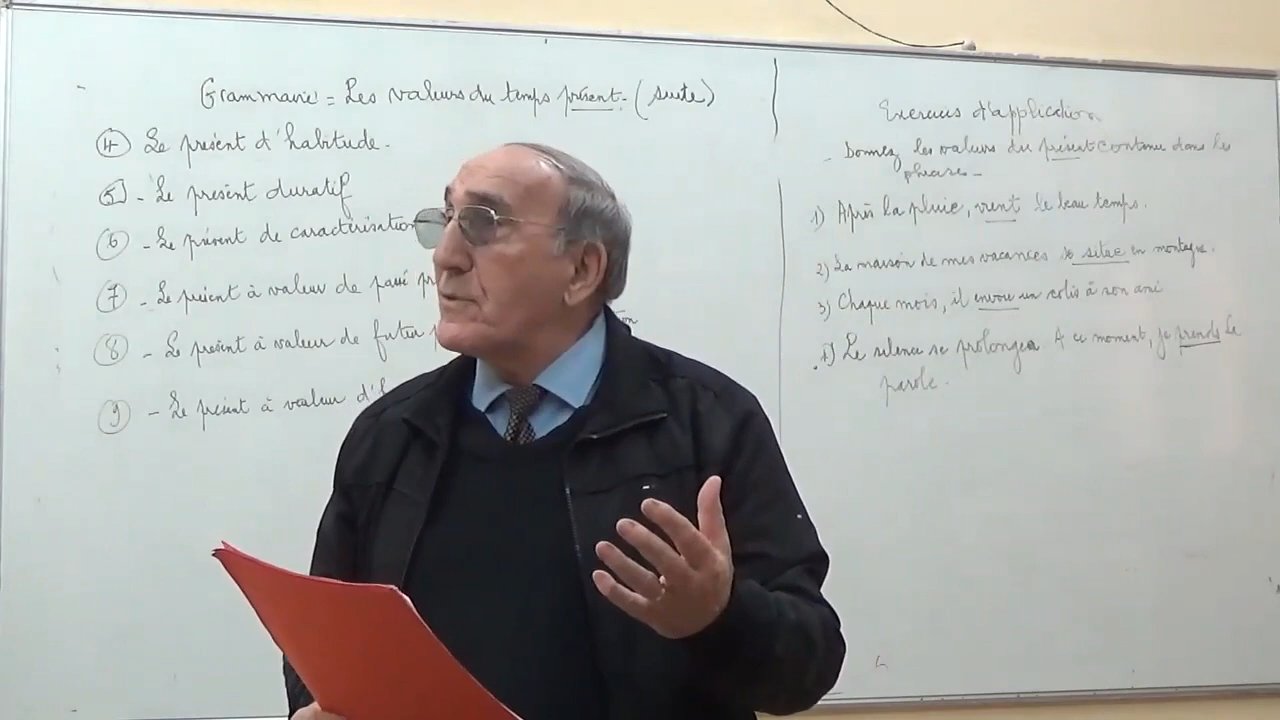 Grammaire = Les valeurs du temps présent - (suite)
④ Le présent d'habitude.
⑤ - Le présent duratif
⑥ - Le présent de caractérisation
⑦ - Le présent à valeur de passé
⑧ - Le présent à valeur de futur
⑨ - Le présent à valeur
Exercices d'application
- Donnez les valeurs du présent contenu dans les
phrases -
1) Après la pluie, vient le beau temps.
2) La maison de mes vacances se situe en montagne.
3) Chaque mois, il envoie un colis à son ami
4) Le silence se prolongea A ce moment, je prends la
parole.